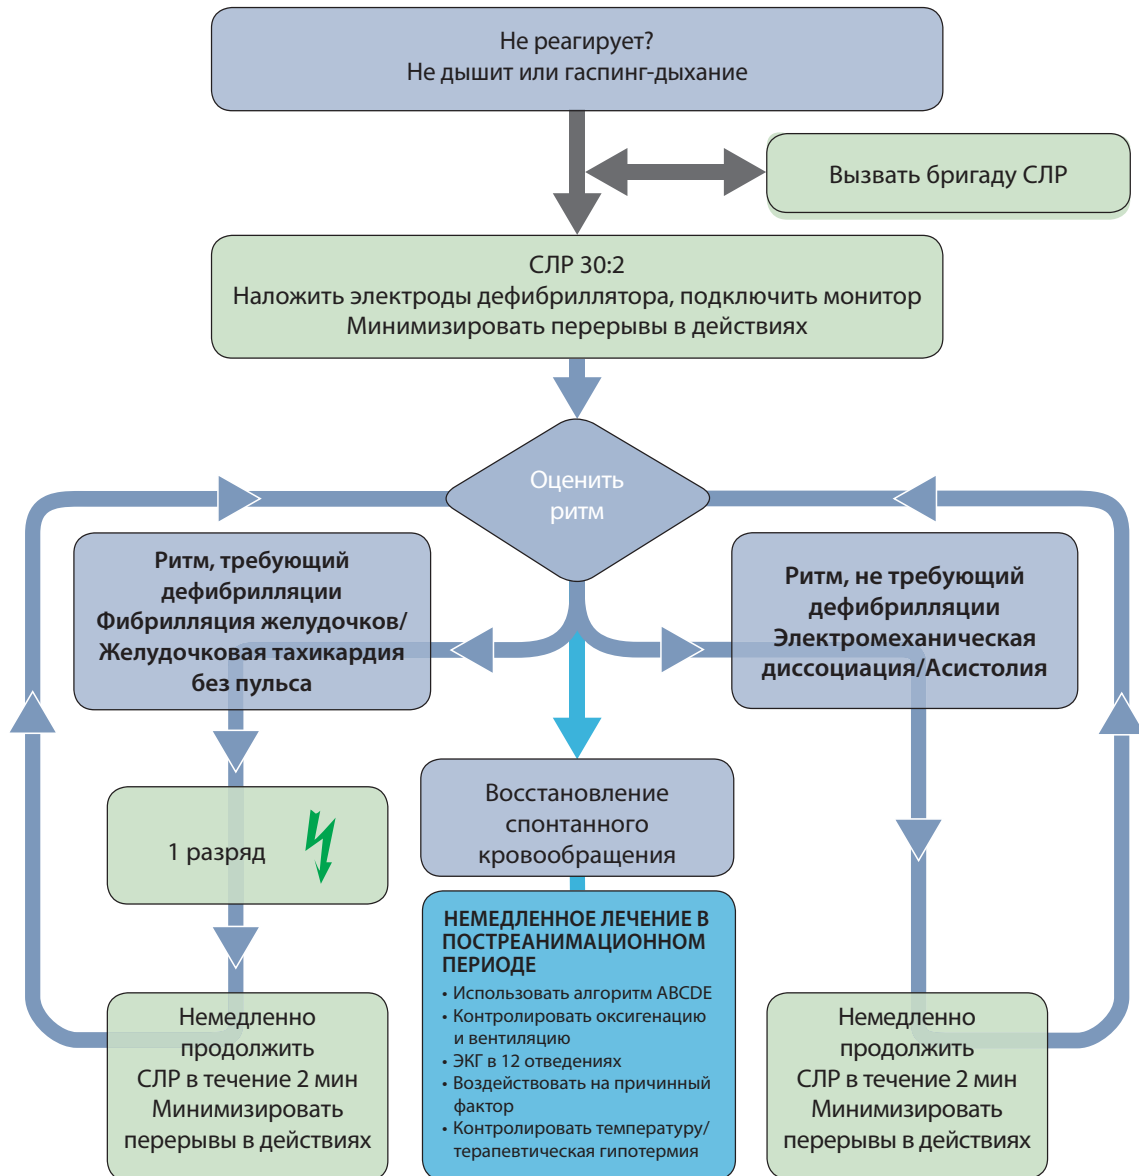 Не реагирует?
Не дышит или гаспинг-дыхание
Вызвать бригаду СЛР
СЛР 30:2
Наложить электроды дефибриллятора, подключить монитор
Минимизировать перерывы в действиях
Оценить
ритм
Ритм, требующий
дефибрилляции
Фибрилляция желудочков/
Желудочковая тахикардия
без пульса
Ритм, не требующий
дефибрилляции
Электромеханическая
диссоциация/Асистолия
1 разряд
Восстановление
спонтанного
кровообращения
НЕМЕДЛЕННОЕ ЛЕЧЕНИЕ В
ПОСТРЕАНИМАЦИОННОМ
ПЕРИОДЕ
• Использовать алгоритм ABCDE
• Контролировать оксигенацию
и вентиляцию
• ЭКГ в 12 отведениях
• Воздействовать на причинный
фактор
• Контролировать температуру/
терапевтическая гипотермия
Немедленно
продолжить
СЛР в течение 2 мин
Минимизировать
перерывы в действиях
Немедленно
продолжить
СЛР в течение 2 мин
Минимизировать
перерывы в действиях